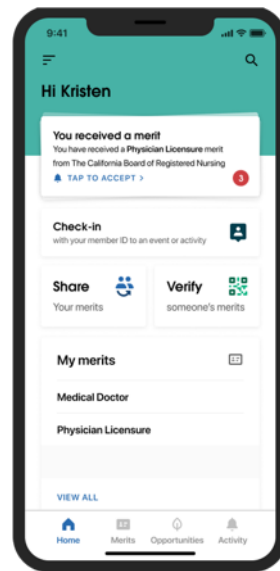 9:41
Hi Kristen
You received a merit
You have received a Physician Licensure merit
from The California Board of Registered Nursing
TAP TO ACCEPT >
3
Check-in
with your member ID to an event or activity
Share
Your merits
Verify
someone's merits
My merits
Medical Doctor
Physician Licensure
VIEW ALL
Home
Merits
Opportunities
Activity